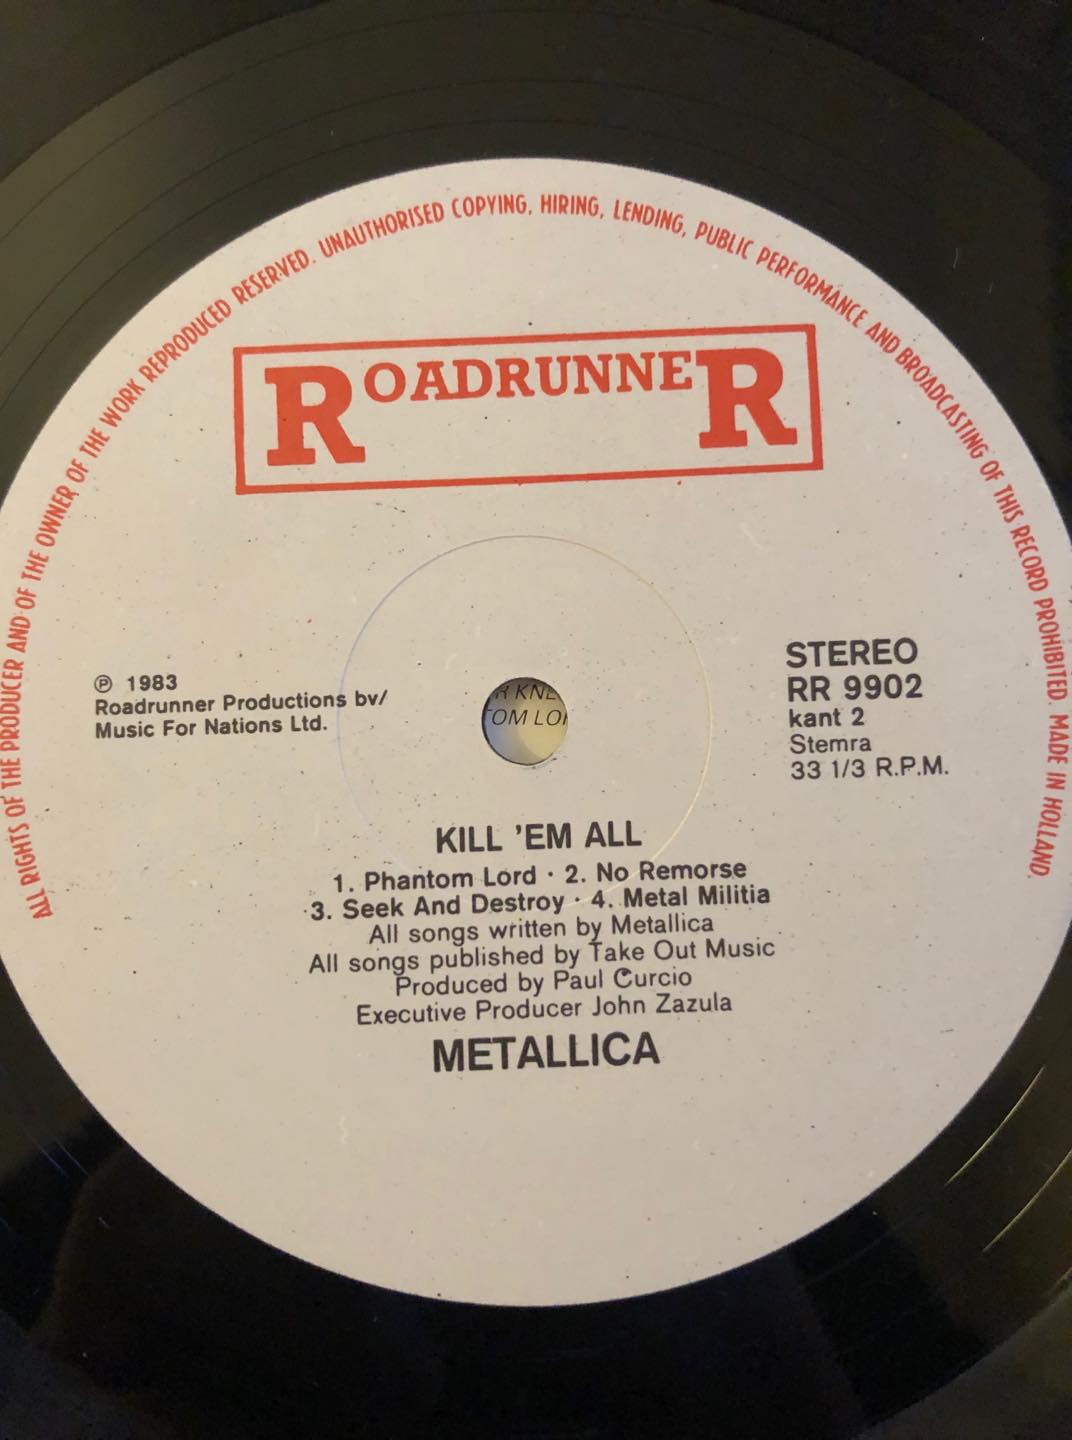 ALL RIGHTS OF THE PRODUCER AND OF THE OWNER OF THE WORK REPRODUCED RESERVED. UNAUTHORISED COPYING, HIRING, LENDING, PUBLIC PERFORMANCE AND BROADCASTING OF THIS RECORD PROHIBITED. MADE IN HOLLAND.
ROADRUNNER
℗ 1983
Roadrunner Productions bv/
Music For Nations Ltd.
STEREO
RR 9902
kant 2
Stemra
33 1/3 R.P.M.
KILL 'EM ALL
1. Phantom Lord · 2. No Remorse
3. Seek And Destroy · 4. Metal Militia
All songs written by Metallica
All songs published by Take Out Music
Produced by Paul Curcio
Executive Producer John Zazula
METALLICA